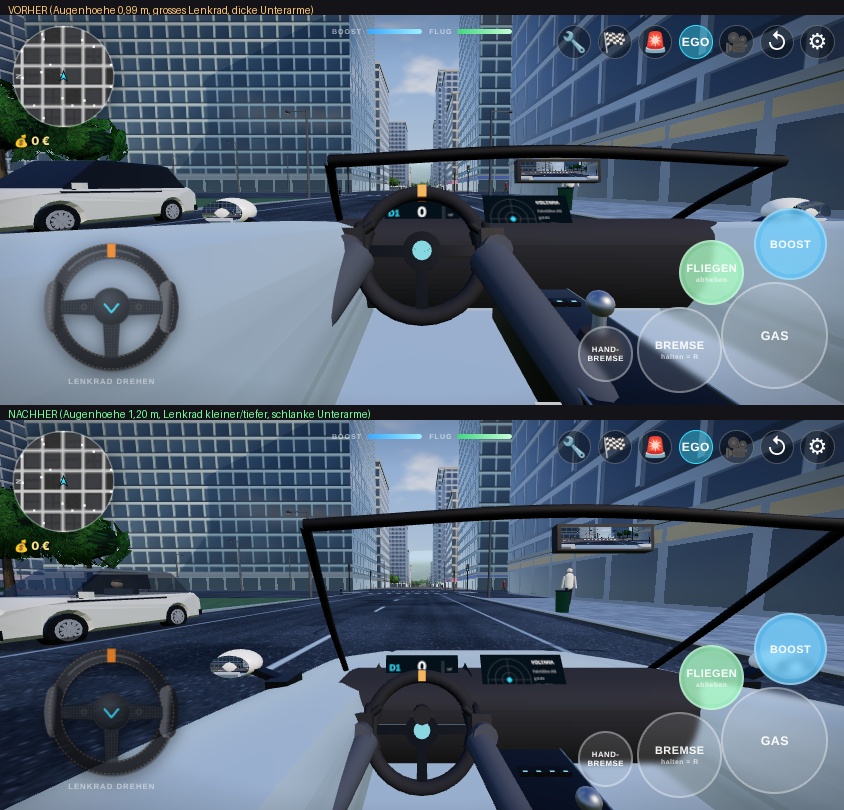 VORHER (Augenhoehe 0,99 m, grosses Lenkrad, dicke Unterarme)
BOOST FLUG
EGO
0 €
D1 0
VOLTNIA
BOOST
FLIEGEN
abheben
GAS
HAND-
BREMSE
BREMSE
halten = R
LENKRAD DREHEN
NACHHER (Augenhoehe 1,20 m, Lenkrad kleiner/tiefer, schlanke Unterarme)
BOOST FLUG
EGO
0 €
D1 0
VOLTNIA
BOOST
FLIEGEN
abheben
GAS
HAND-
BREMSE
BREMSE
halten = R
LENKRAD DREHEN